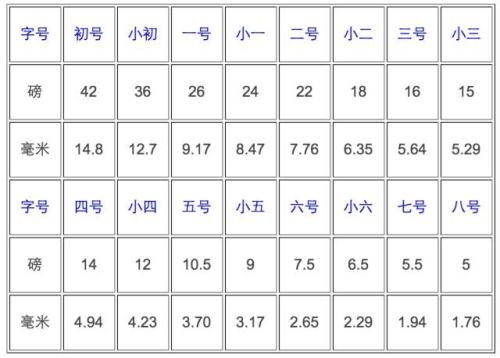 字号 初号 小初 一号 小一 二号 小二 三号 小三
磅 42 36 26 24 22 18 16 15
毫米 14.8 12.7 9.17 8.47 7.76 6.35 5.64 5.29
字号 四号 小四 五号 小五 六号 小六 七号 八号
磅 14 12 10.5 9 7.5 6.5 5.5 5
毫米 4.94 4.23 3.70 3.17 2.65 2.29 1.94 1.76